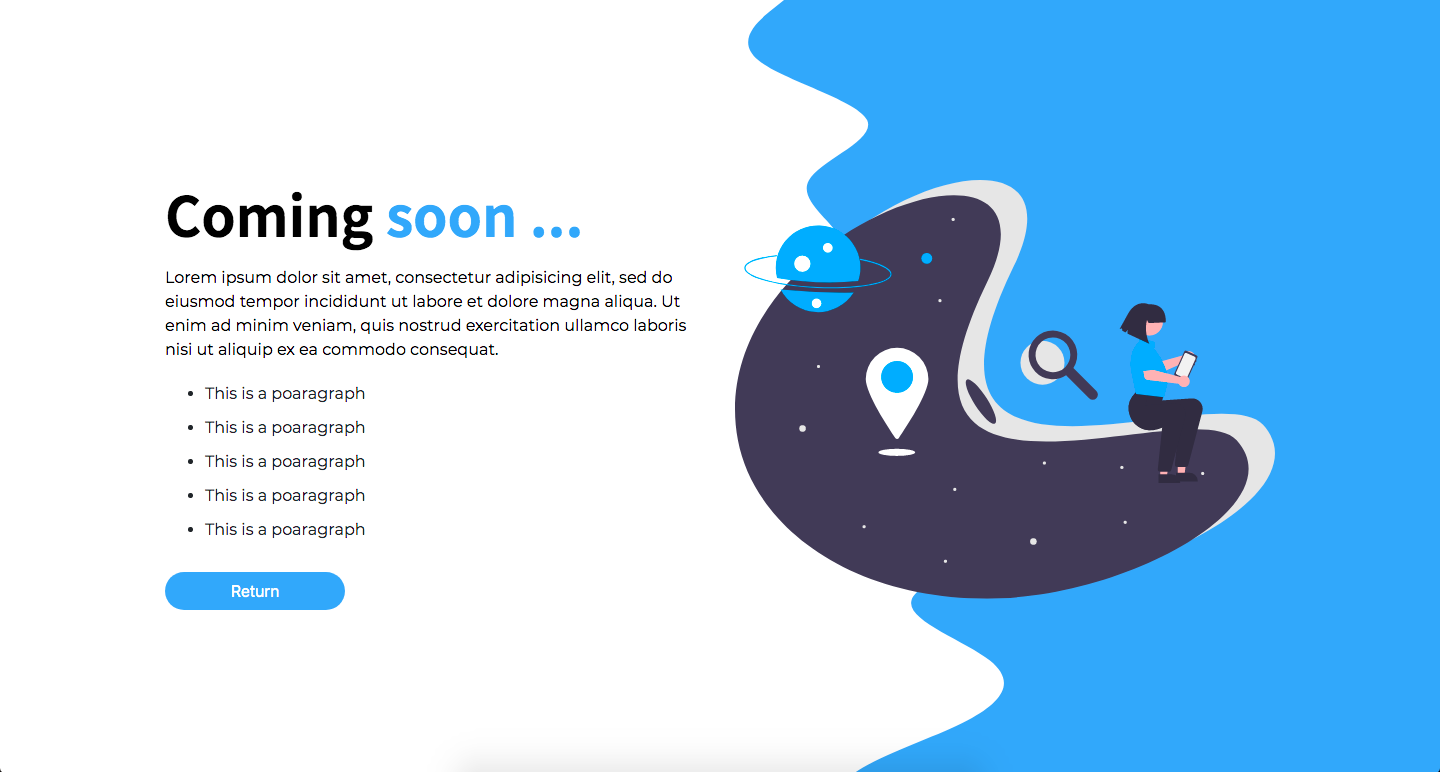 Coming soon ...
Lorem ipsum dolor sit amet, consectetur adipisicing elit, sed do
eiusmod tempor incididunt ut labore et dolore magna aliqua. Ut
enim ad minim veniam, quis nostrud exercitation ullamco laboris
nisi ut aliquip ex ea commodo consequat.
• This is a poaragraph
• This is a poaragraph
• This is a poaragraph
• This is a poaragraph
• This is a poaragraph
Return